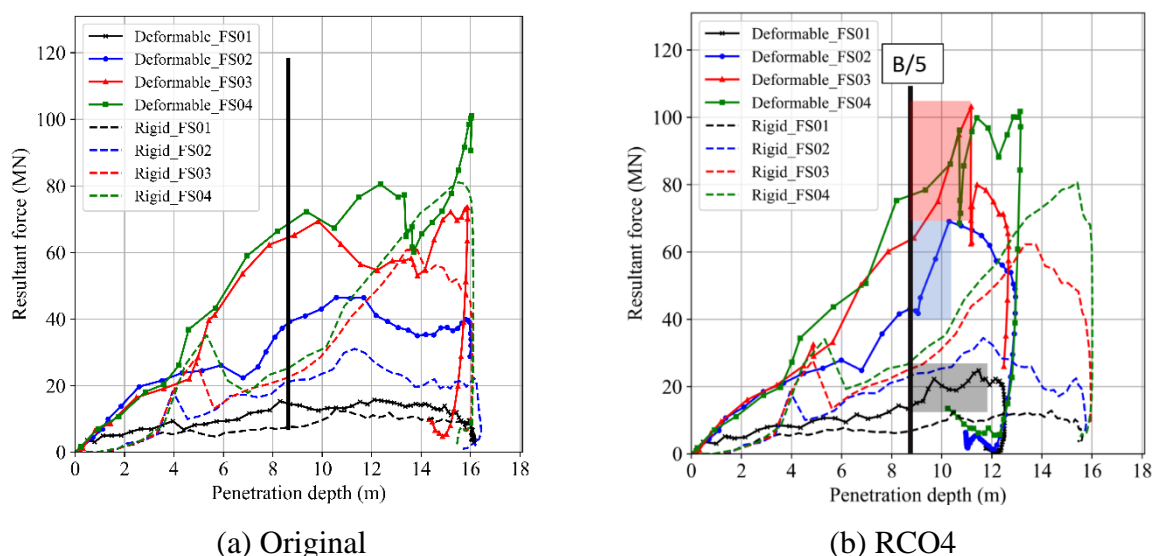 Deformable_FS01
Deformable_FS02
Deformable_FS03
Deformable_FS04
Rigid_FS01
Rigid_FS02
Rigid_FS03
Rigid_FS04
120
100
80
60
40
20
0
Resultant force (MN)
0 2 4 6 8 10 12 14 16 18
Penetration depth (m)
(a) Original
Deformable_FS01
Deformable_FS02
Deformable_FS03
Deformable_FS04
Rigid_FS01
Rigid_FS02
Rigid_FS03
Rigid_FS04
B/5
120
100
80
60
40
20
0
Resultant force (MN)
0 2 4 6 8 10 12 14 16 18
Penetration depth (m)
(b) RCO4